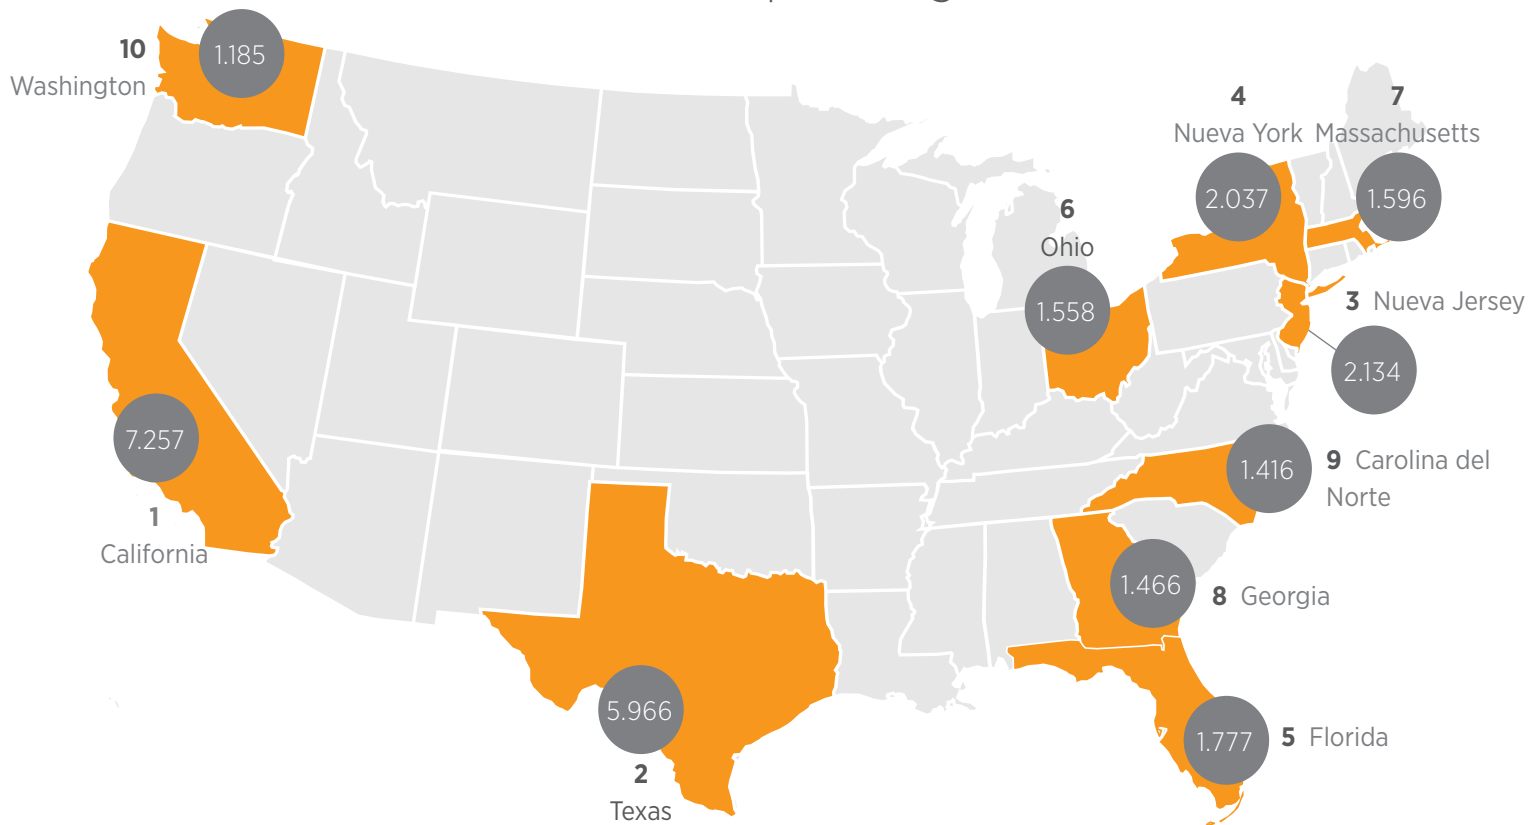 10
Washington
1.185
4
Nueva York
2.037
7
Massachusetts
1.596
6
Ohio
1.558
3 Nueva Jersey
2.134
7.257
1
California
1.416
9 Carolina del
Norte
1.466
8 Georgia
5.966
2
Texas
1.777
5 Florida